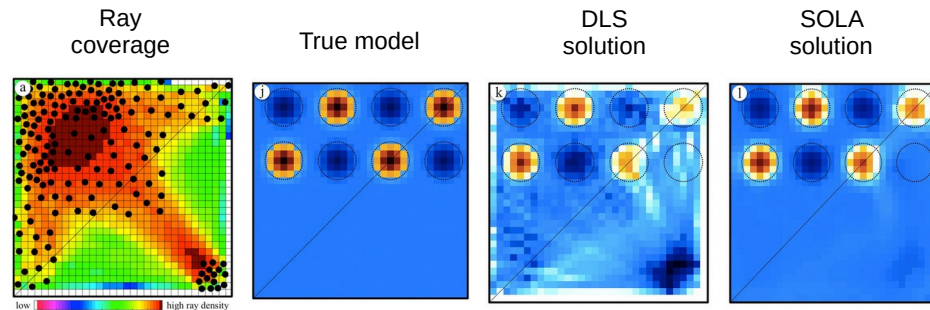 Ray
coverage
True model
DLS
solution
SOLA
solution
a
j
k
l
low
high ray density